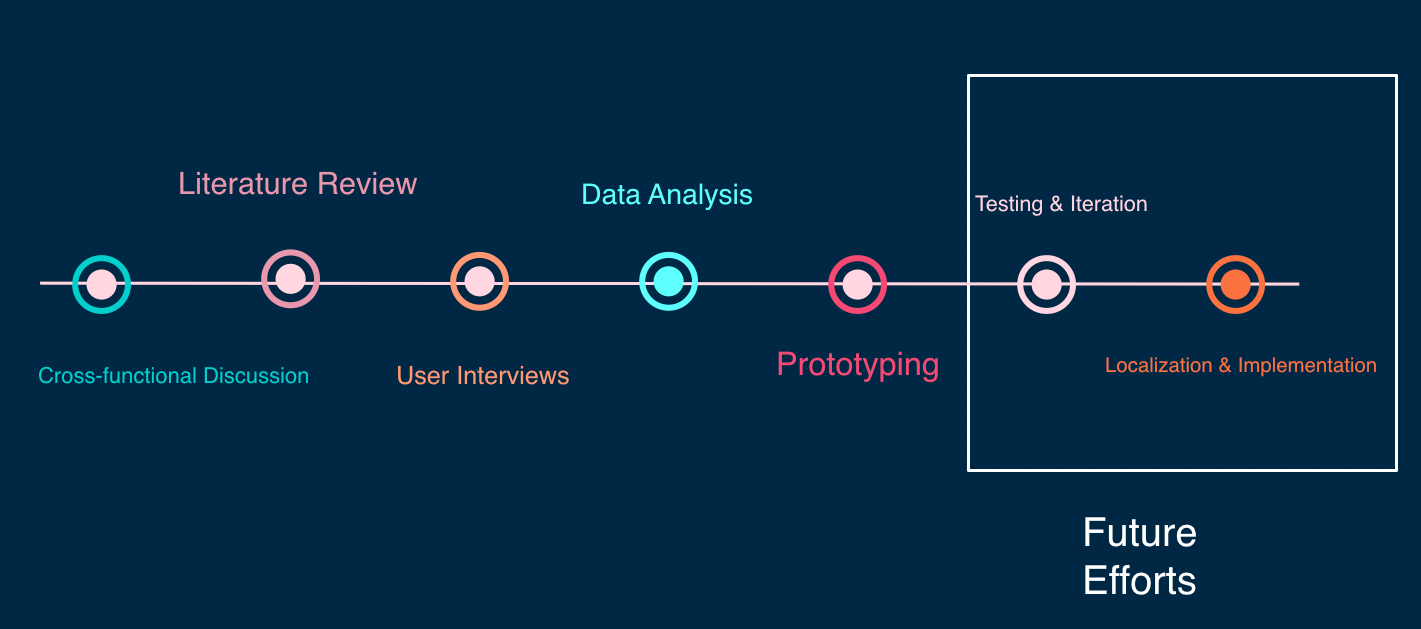 Literature Review
Data Analysis
Testing & Iteration
Cross-functional Discussion
User Interviews
Prototyping
Localization & Implementation
Future
Efforts